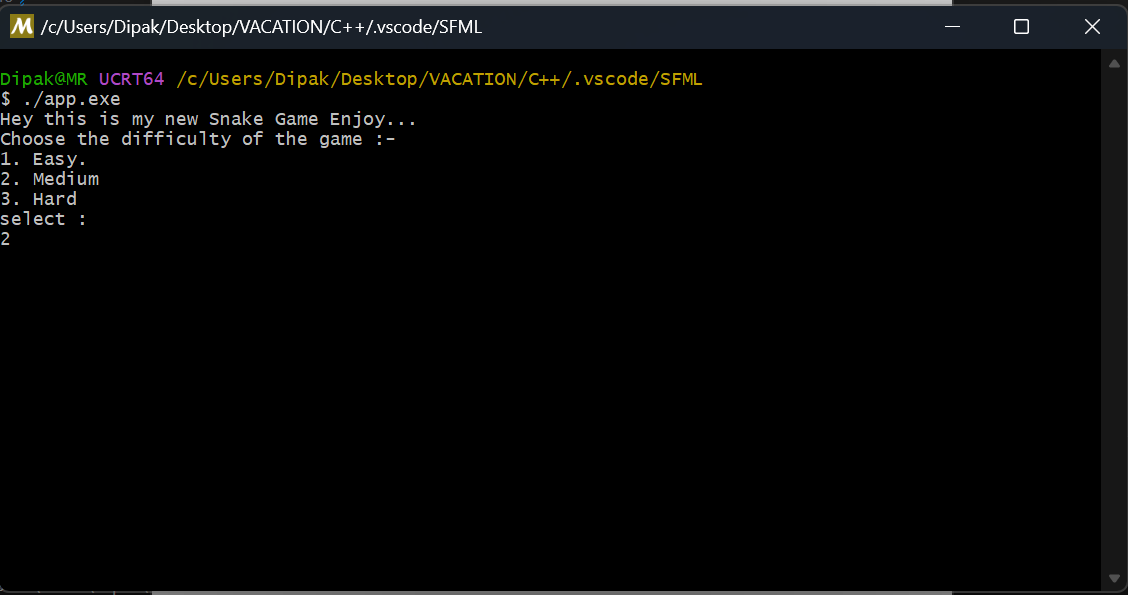 /c/Users/Dipak/Desktop/VACATION/C++/.vscode/SFML
Dipak@MR UCRT64 /c/Users/Dipak/Desktop/VACATION/C++/.vscode/SFML
$ ./app.exe
Hey this is my new Snake Game Enjoy...
Choose the difficulty of the game :-
1. Easy.
2. Medium
3. Hard
select :
2